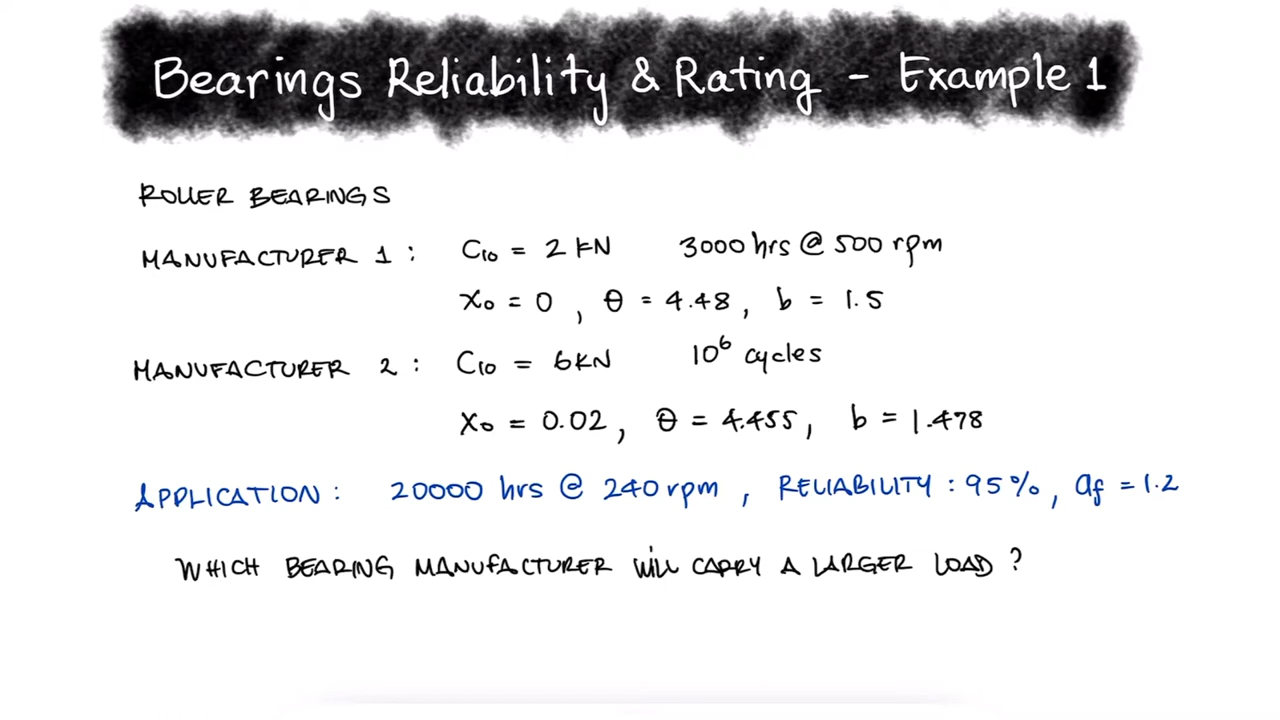 Bearings Reliability & Rating - Example 1
ROLLER BEARINGS
MANUFACTURER 1 : C₁₀ = 2 kN 3000 hrs @ 500 rpm
x₀ = 0 , θ = 4.48 , b = 1.5
MANUFACTURER 2 : C₁₀ = 6 kN 10⁶ cycles
x₀ = 0.02 , θ = 4.455 , b = 1.478
APPLICATION : 20000 hrs @ 240 rpm , RELIABILITY : 95% , af = 1.2
WHICH BEARING MANUFACTURER WILL CARRY A LARGER LOAD ?